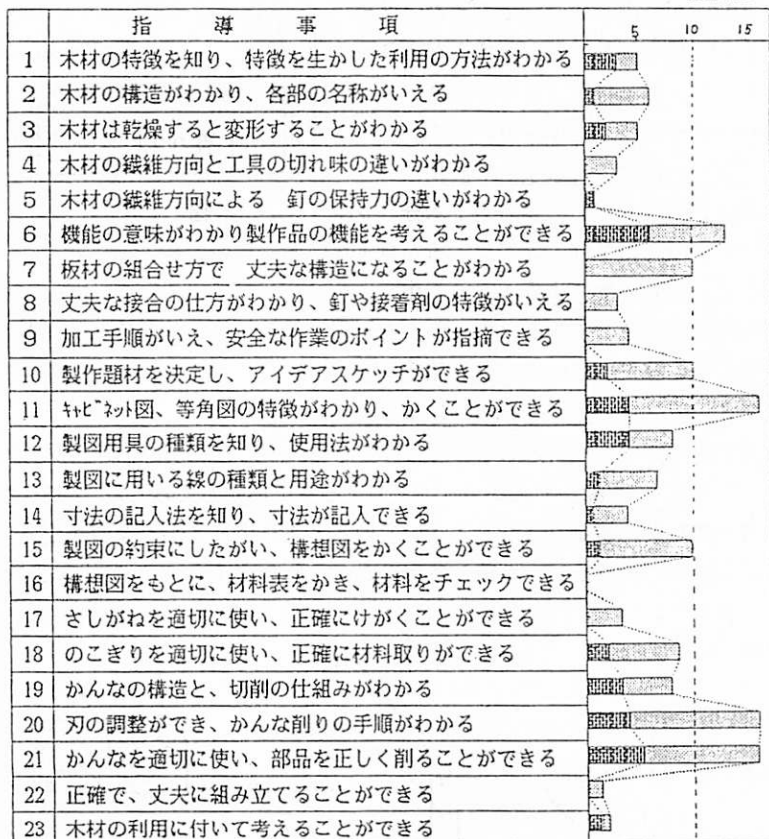 指導事項
5 10 15
1 木材の特徴を知り、特徴を生かした利用の方法がわかる
2 木材の構造がわかり、各部の名称がいえる
3 木材は乾燥すると変形することがわかる
4 木材の繊維方向と工具の切れ味の違いがわかる
5 木材の繊維方向による 釘の保持力の違いがわかる
6 機能の意味がわかり製作品の機能を考えることができる
7 板材の組合せ方で 丈夫な構造になることがわかる
8 丈夫な接合の仕方がわかり、釘や接着剤の特徴がいえる
9 加工手順がいえ、安全な作業のポイントが指摘できる
10 製作題材を決定し、アイデアスケッチができる
11 ｷｬﾋﾞﾈｯﾄ図、等角図の特徴がわかり、かくことができる
12 製図用具の種類を知り、使用法がわかる
13 製図に用いる線の種類と用途がわかる
14 寸法の記入法を知り、寸法が記入できる
15 製図の約束にしたがい、構想図をかくことができる
16 構想図をもとに、材料表をかき、材料をチェックできる
17 さしがねを適切に使い、正確にけがくことができる
18 のこぎりを適切に使い、正確に材料取りができる
19 かんなの構造と、切削の仕組みがわかる
20 刃の調整ができ、かんな削りの手順がわかる
21 かんなを適切に使い、部品を正しく削ることができる
22 正確で、丈夫に組み立てることができる
23 木材の利用に付いて考えることができる